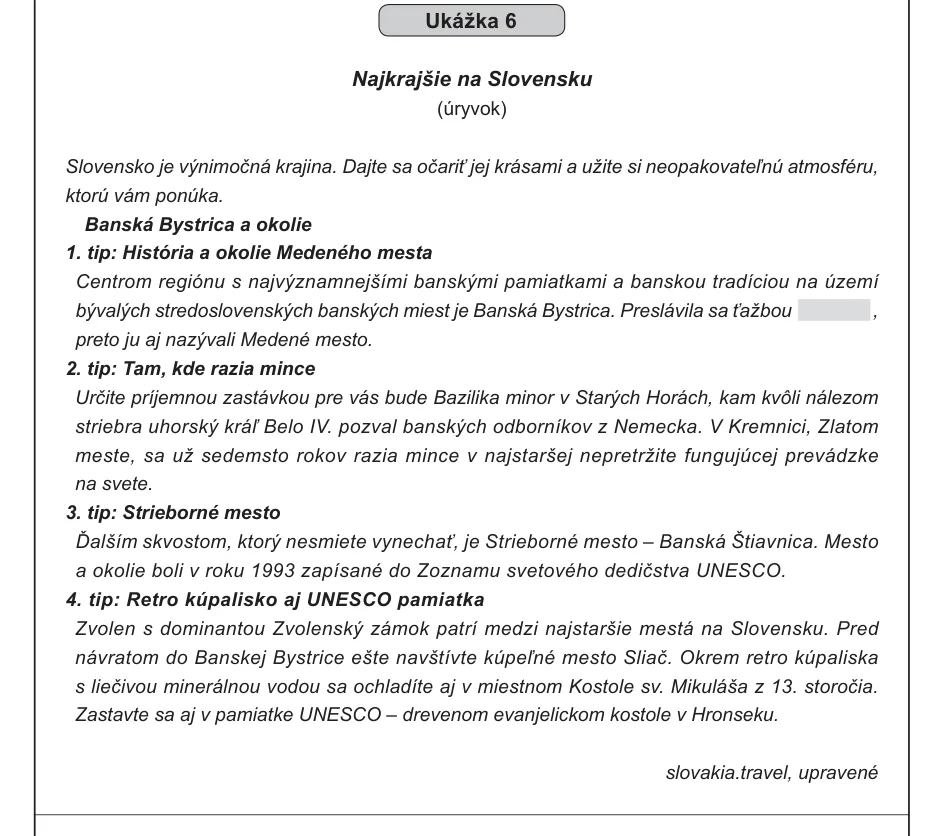 Ukážka 6
Najkrajšie na Slovensku
(úryvok)
Slovensko je výnimočná krajina. Dajte sa očariť jej krásami a užite si neopakovateľnú atmosféru,
ktorú vám ponúka.
Banská Bystrica a okolie
1. tip: História a okolie Medeného mesta
Centrom regiónu s najvýznamnejšími banskými pamiatkami a banskou tradíciou na území
bývalých stredoslovenských banských miest je Banská Bystrica. Preslávila sa ťažbou ,
preto ju aj nazývali Medené mesto.
2. tip: Tam, kde razia mince
Určite príjemnou zastávkou pre vás bude Bazilika minor v Starých Horách, kam kvôli nálezom
striebra uhorský kráľ Belo IV. pozval banských odborníkov z Nemecka. V Kremnici, Zlatom
meste, sa už sedemsto rokov razia mince v najstaršej nepretržite fungujúcej prevádzke
na svete.
3. tip: Strieborné mesto
Ďalším skvostom, ktorý nesmiete vynechať, je Strieborné mesto – Banská Štiavnica. Mesto
a okolie boli v roku 1993 zapísané do Zoznamu svetového dedičstva UNESCO.
4. tip: Retro kúpalisko aj UNESCO pamiatka
Zvolen s dominantou Zvolenský zámok patrí medzi najstaršie mestá na Slovensku. Pred
návratom do Banskej Bystrice ešte navštívte kúpeľné mesto Sliač. Okrem retro kúpaliska
s liečivou minerálnou vodou sa ochladíte aj v miestnom Kostole sv. Mikuláša z 13. storočia.
Zastavte sa aj v pamiatke UNESCO – drevenom evanjelickom kostole v Hronseku.
slovakia.travel, upravené